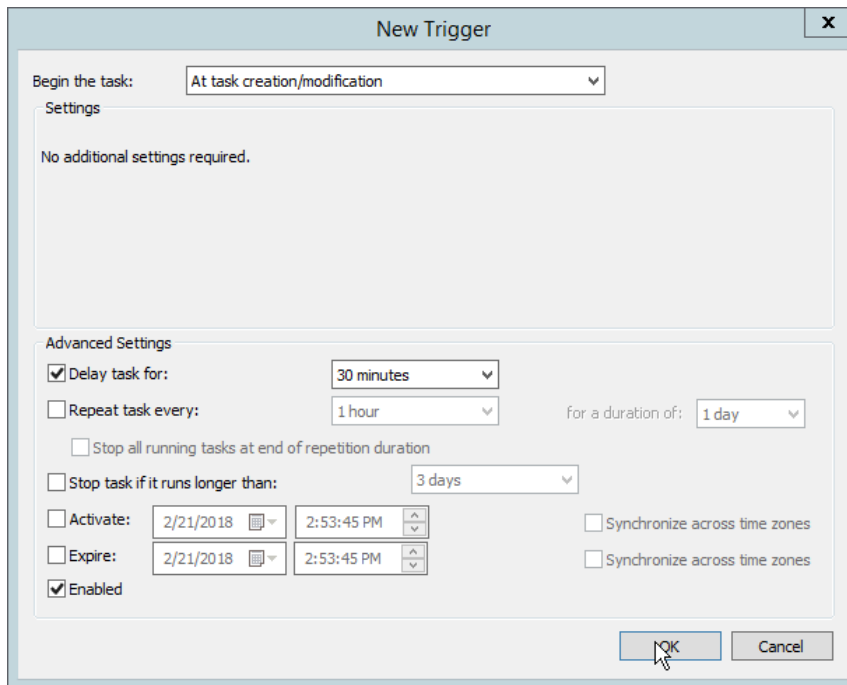 New Trigger
x
Begin the task: At task creation/modification
Settings
No additional settings required.
Advanced Settings
Delay task for: 30 minutes
Repeat task every: 1 hour for a duration of: 1 day
Stop all running tasks at end of repetition duration
Stop task if it runs longer than: 3 days
Activate: 2/21/2018 2:53:45 PM Synchronize across time zones
Expire: 2/21/2018 2:53:45 PM Synchronize across time zones
Enabled
OK Cancel